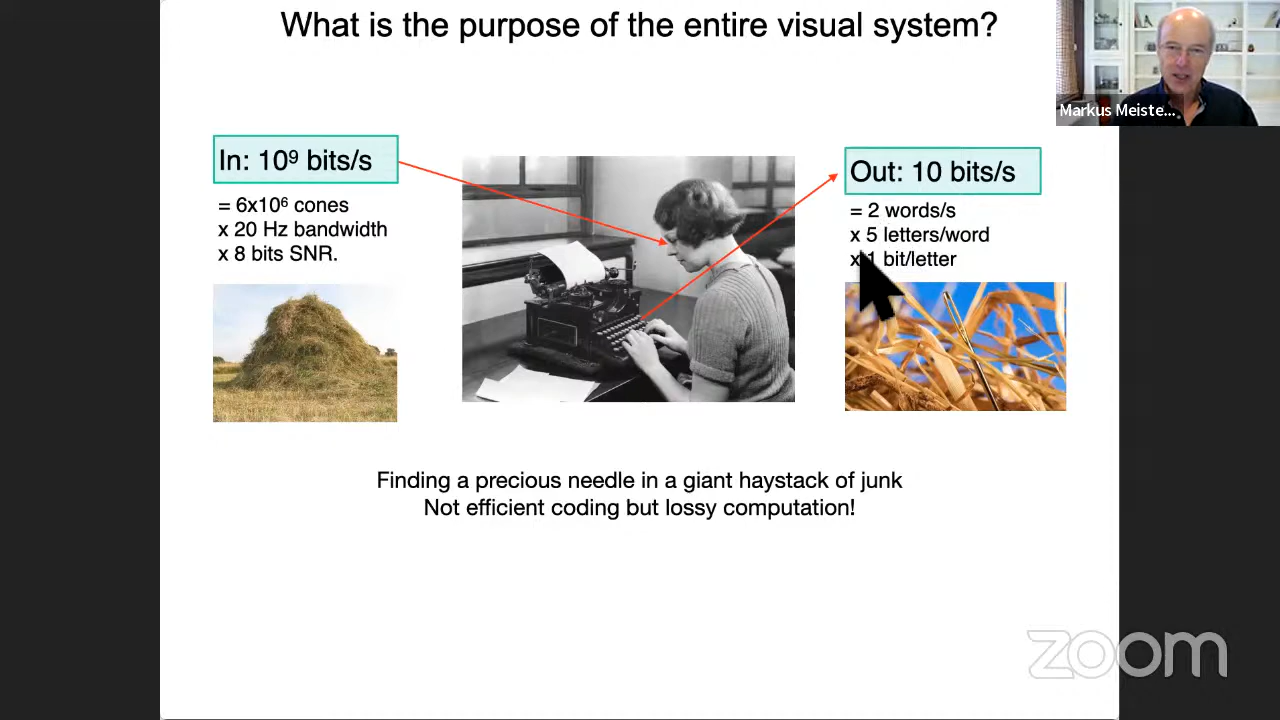 What is the purpose of the entire visual system?
Markus Meiste...
In: 10⁹ bits/s
= 6x10⁶ cones
x 20 Hz bandwidth
x 8 bits SNR.
Out: 10 bits/s
= 2 words/s
x 5 letters/word
x 1 bit/letter
Finding a precious needle in a giant haystack of junk
Not efficient coding but lossy computation!
zoom